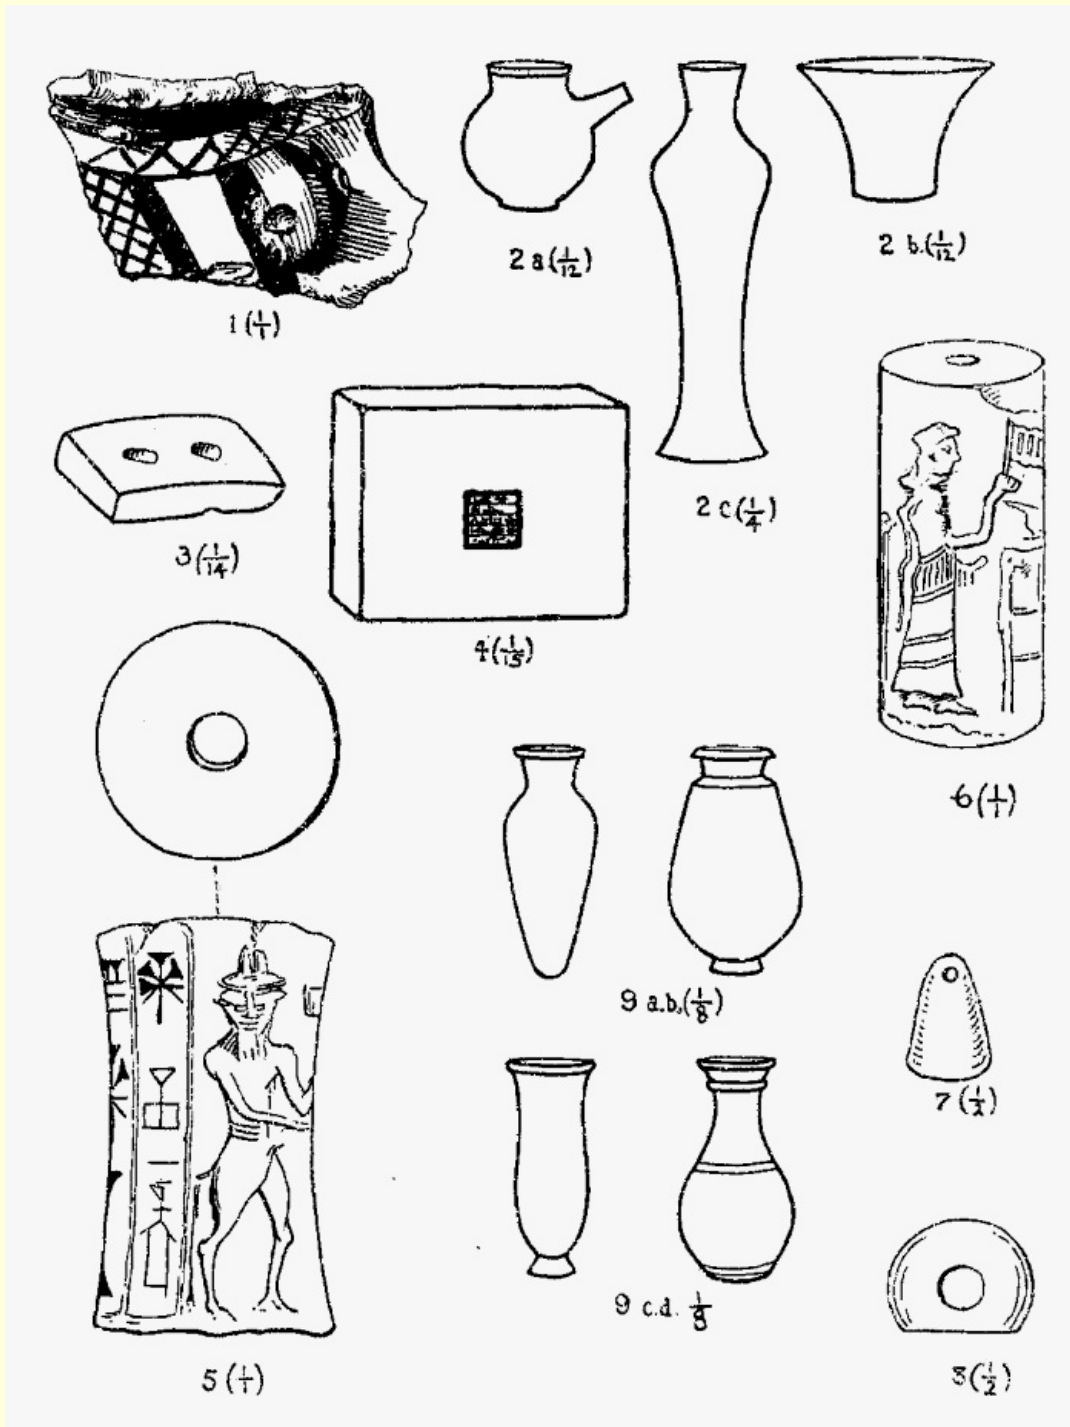 2 a (1/12)
2 b. (1/12)
1 (1/1)
2 c (1/4)
3 (1/14)
4 (1/15)
6 (1/1)
9 a.b. (1/8)
7 (1/2)
9 c.d. 1/8
5 (1/1)
8 (1/2)